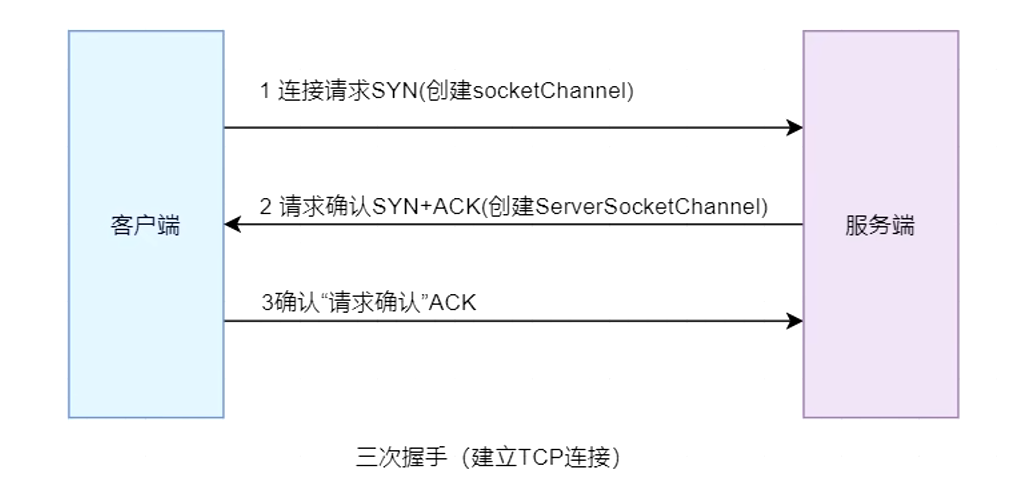 1 连接请求SYN(创建socketChannel)
2 请求确认SYN+ACK(创建ServerSocketChannel)
客户端
服务端
3确认“请求确认”ACK
三次握手（建立TCP连接）